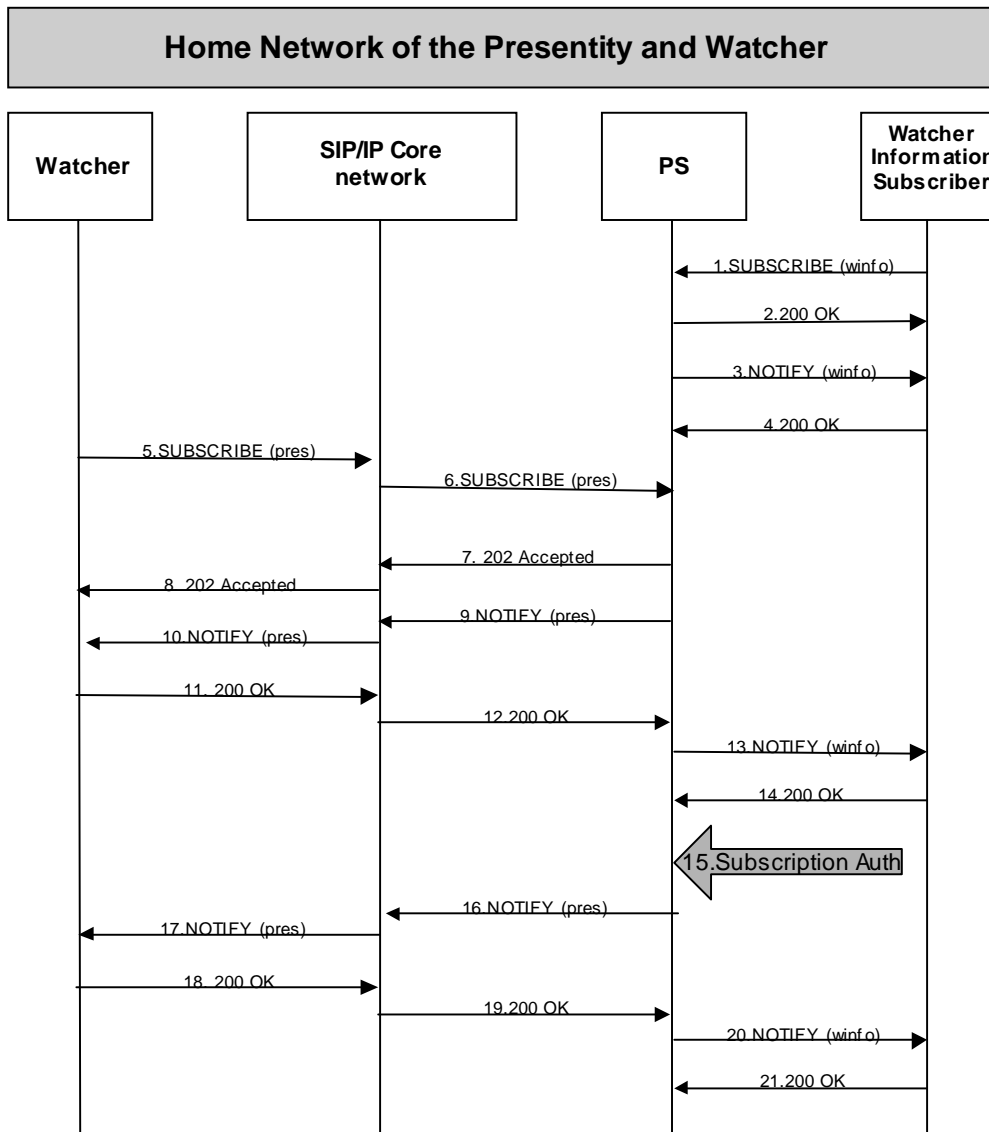 Home Network of the Presentity and Watcher
Watcher
SIP/IP Core
network
PS
Watcher
Information
Subscriber
1.SUBSCRIBE (winfo)
2.200 OK
3.NOTIFY (winfo)
4.200 OK
5.SUBSCRIBE (pres)
6.SUBSCRIBE (pres)
7. 202 Accepted
8. 202 Accepted
9.NOTIFY (pres)
10.NOTIFY (pres)
11. 200 OK
12.200 OK
13.NOTIFY (winfo)
14.200 OK
15.Subscription Auth
16.NOTIFY (pres)
17.NOTIFY (pres)
18. 200 OK
19.200 OK
20.NOTIFY (winfo)
21.200 OK